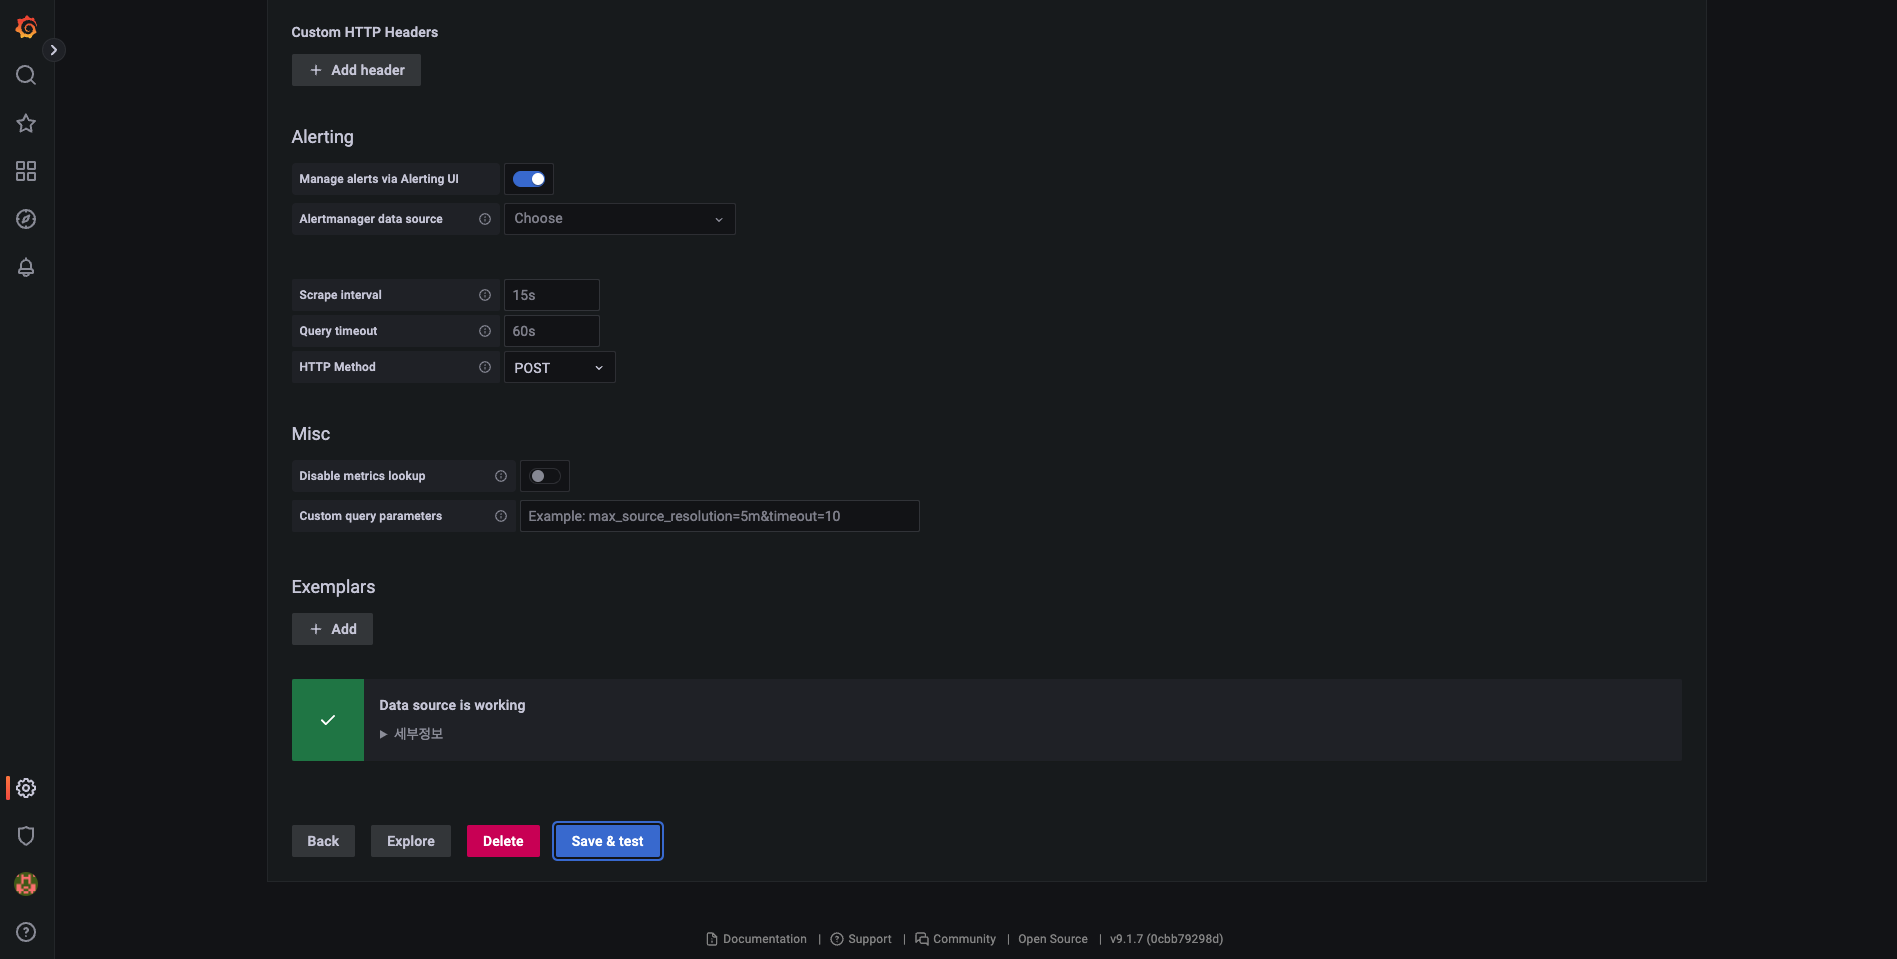 Custom HTTP Headers
Add header
Alerting
Manage alerts via Alerting UI
Alertmanager data source Choose
Scrape interval 15s
Query timeout 60s
HTTP Method POST
Misc
Disable metrics lookup
Custom query parameters Example: max_source_resolution=5m&timeout=10
Exemplars
Add
Data source is working
세부정보
Back Explore Delete Save & test
Documentation | Support | Community | Open Source | v9.1.7 (0cbb79298d)